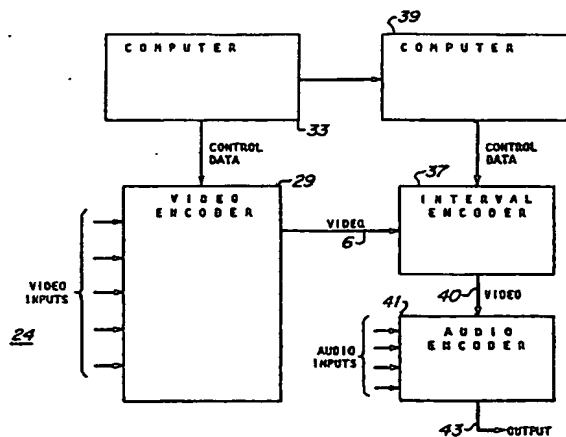 39
COMPUTER
COMPUTER
33
CONTROL
DATA
CONTROL
DATA
29
37
VIDEO
ENCODER
INTERVAL
ENCODER
VIDEO
6
VIDEO
INPUTS
24
40
VIDEO
41
AUDIO
ENCODER
AUDIO
INPUTS
43
OUTPUT